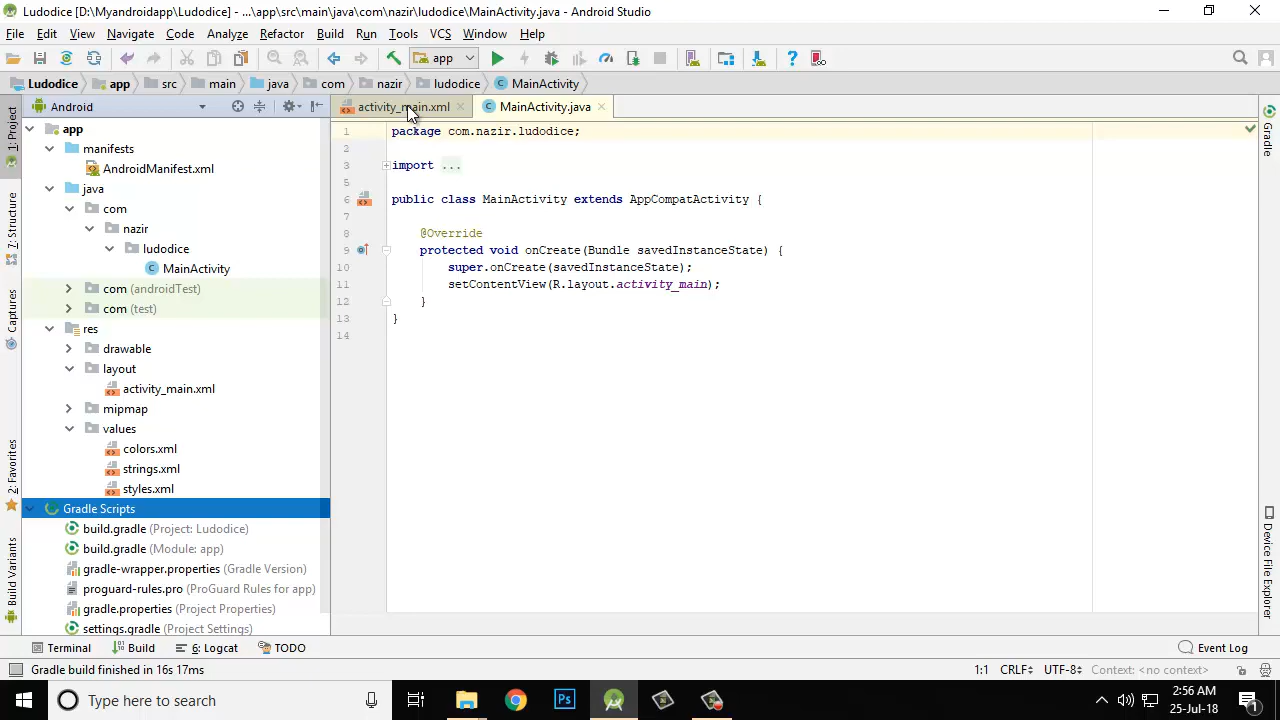 Ludodice [D:\Myandroidapp\Ludodice] - ...\app\src\main\java\com\nazir\ludodice\MainActivity.java - Android Studio
File Edit View Navigate Code Analyze Refactor Build Run Tools VCS Window Help
app
Ludodice app src main java com nazir ludodice MainActivity
Android
activity_main.xml MainActivity.java
1: Project
7: Structure
Captures
2: Favorites
Build Variants
app
manifests
AndroidManifest.xml
java
com
nazir
ludodice
MainActivity
com (androidTest)
com (test)
res
drawable
layout
activity_main.xml
mipmap
values
colors.xml
strings.xml
styles.xml
Gradle Scripts
build.gradle (Project: Ludodice)
build.gradle (Module: app)
gradle-wrapper.properties (Gradle Version)
proguard-rules.pro (ProGuard Rules for app)
gradle.properties (Project Properties)
settings.gradle (Project Settings)
1 package com.nazir.ludodice;
2
3 import ...
5
6 public class MainActivity extends AppCompatActivity {
7
8 @Override
9 protected void onCreate(Bundle savedInstanceState) {
10 super.onCreate(savedInstanceState);
11 setContentView(R.layout.activity_main);
12 }
13 }
14
Gradle
Device File Explorer
Terminal Build 6: Logcat TODO Event Log
Gradle build finished in 16s 17ms 1:1 CRLF UTF-8 Context: <no context>
Type here to search
Ps
2:56 AM
25-Jul-18
1